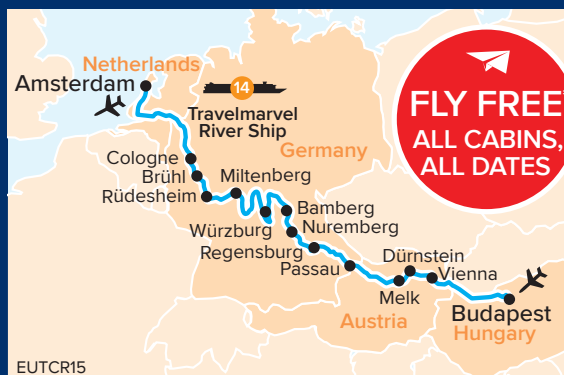 Netherlands
Amsterdam
14
Travelmarvel
River Ship
FLY FREE*
ALL CABINS,
ALL DATES
Germany
Cologne
Brühl
Rüdesheim
Miltenberg
Bamberg
Würzburg
Nuremberg
Regensburg
Passau
Dürnstein
Vienna
Melk
Budapest
Austria
Hungary
EUTCR15